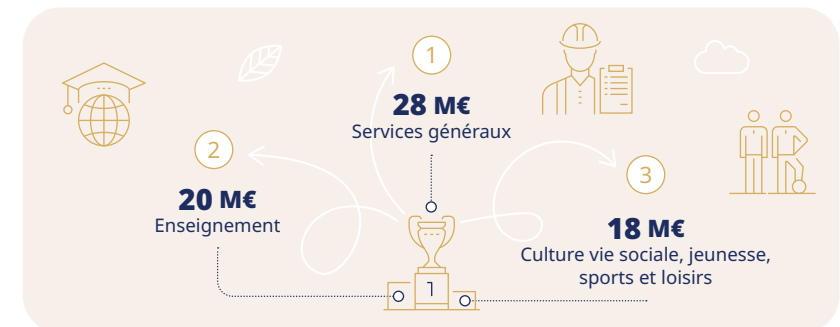 1
28 M€
Services généraux
2
20 M€
Enseignement
3
18 M€
Culture vie sociale, jeunesse,
sports et loisirs
1